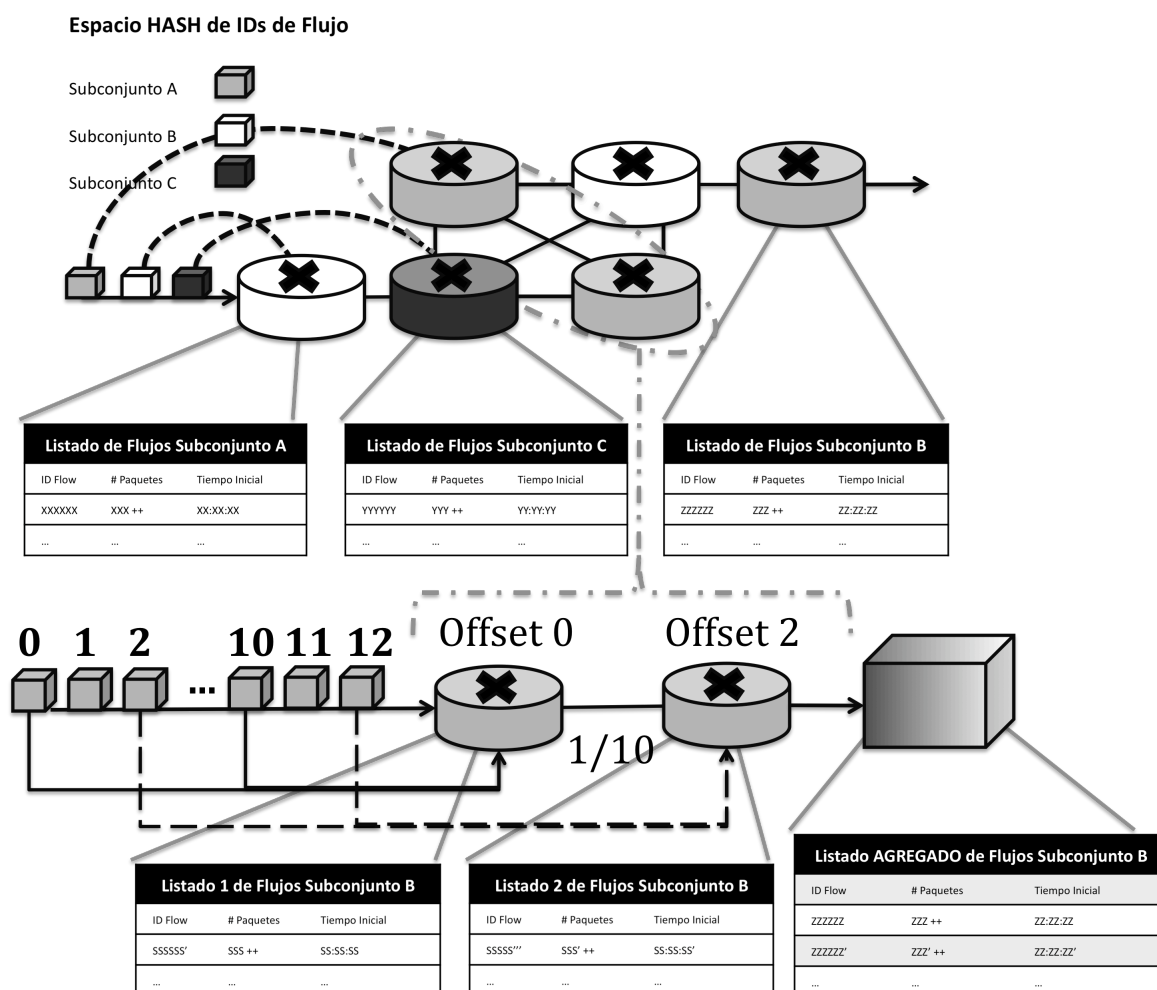 Espacio HASH de IDs de Flujo
Subconjunto A
Subconjunto B
Subconjunto C
Listado de Flujos Subconjunto A
ID Flow # Paquetes Tiempo Inicial
XXXXXX XXX ++ XX:XX:XX
... ... ...
Listado de Flujos Subconjunto C
ID Flow # Paquetes Tiempo Inicial
YYYYYY YYY ++ YY:YY:YY
... ... ...
Listado de Flujos Subconjunto B
ID Flow # Paquetes Tiempo Inicial
ZZZZZZ ZZZ ++ ZZ:ZZ:ZZ
... ... ...
0 1 2 ... 10 11 12
Offset 0
Offset 2
1/10
Listado 1 de Flujos Subconjunto B
ID Flow # Paquetes Tiempo Inicial
SSSSSS' SSS ++ SS:SS:SS
... ... ...
Listado 2 de Flujos Subconjunto B
ID Flow # Paquetes Tiempo Inicial
SSSSS''' SSS' ++ SS:SS:SS'
... ... ...
Listado AGREGADO de Flujos Subconjunto B
ID Flow # Paquetes Tiempo Inicial
ZZZZZZ ZZZ ++ ZZ:ZZ:ZZ
ZZZZZZ' ZZZ' ++ ZZ:ZZ:ZZ'
... ... ...